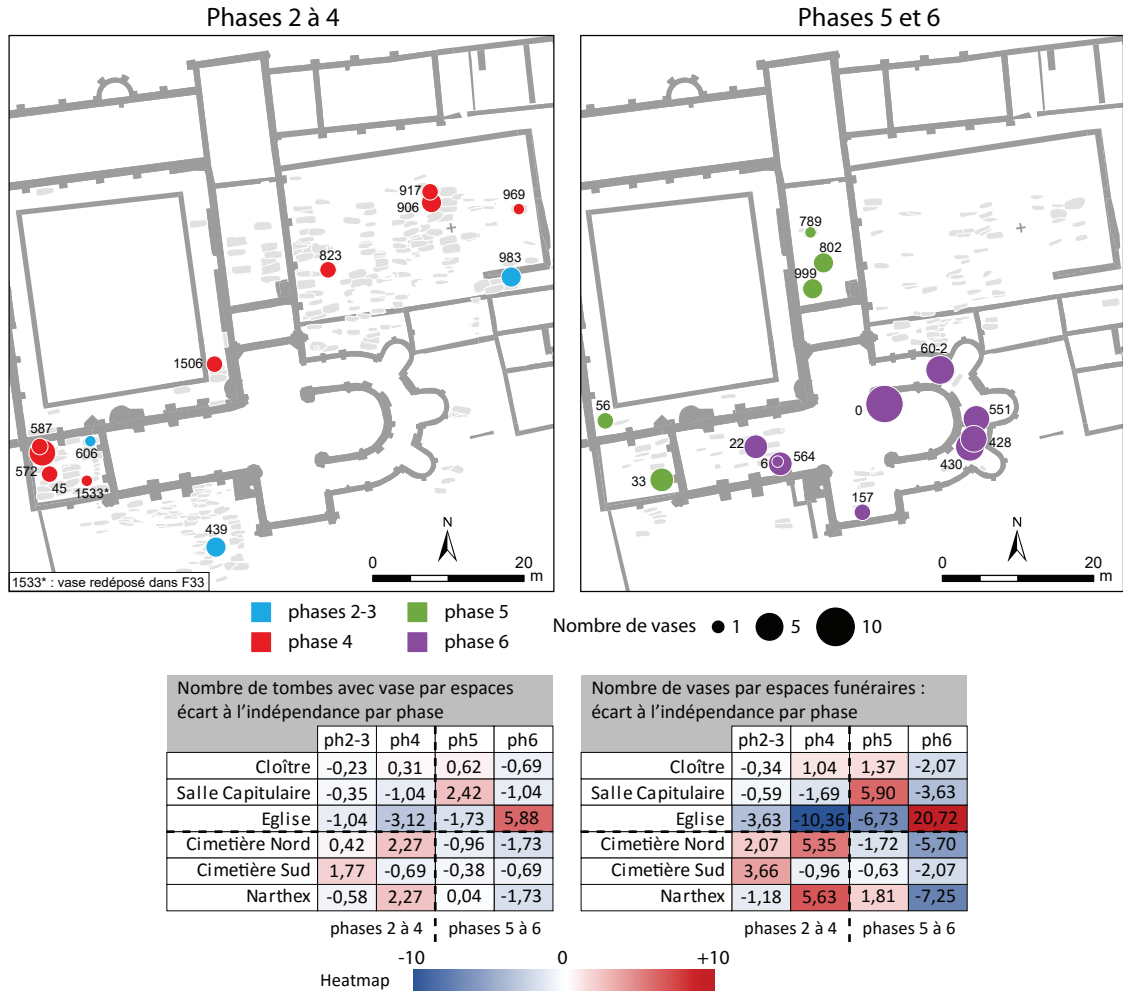 Phases 2 à 4
917
906
969
823
983
1506
587
606
572
45
1533*
439
N
0
20
m
1533* : vase redéposé dans F33
Phases 5 et 6
789
802
999
60-2
0
56
551
22
428
6
564
430
33
157
N
0
20
m
phases 2-3
phase 5
phase 4
phase 6
Nombre de vases
1
5
10
Nombre de tombes avec vase par espaces
écart à l'indépendance par phase
ph2-3 ph4 ph5 ph6
Cloître -0,23 0,31 0,62 -0,69
Salle Capitulaire -0,35 -1,04 2,42 -1,04
Eglise -1,04 -3,12 -1,73 5,88
Cimetière Nord 0,42 2,27 -0,96 -1,73
Cimetière Sud 1,77 -0,69 -0,38 -0,69
Narthex -0,58 2,27 0,04 -1,73
phases 2 à 4
phases 5 à 6
Nombre de vases par espaces funéraires :
écart à l'indépendance par phase
ph2-3 ph4 ph5 ph6
Cloître -0,34 1,04 1,37 -2,07
Salle Capitulaire -0,59 -1,69 5,90 -3,63
Eglise -3,63 -10,36 -6,73 20,72
Cimetière Nord 2,07 5,35 -1,72 -5,70
Cimetière Sud 3,66 -0,96 -0,63 -2,07
Narthex -1,18 5,63 1,81 -7,25
phases 2 à 4
phases 5 à 6
-10
0
+10
Heatmap